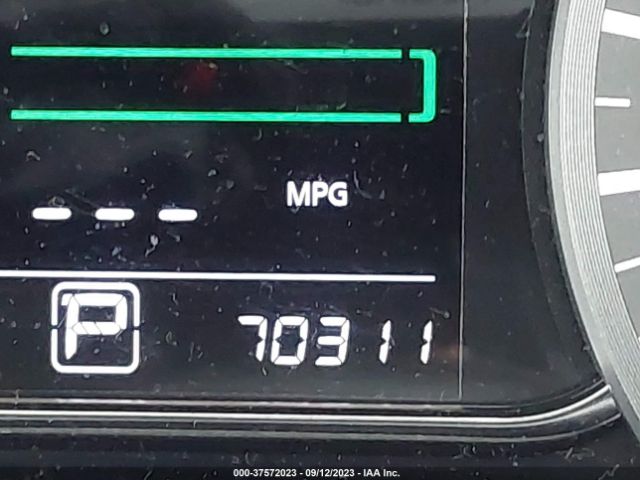 MPG
---
P 70311
000-37572023 - 09/12/2023 - IAA Inc.